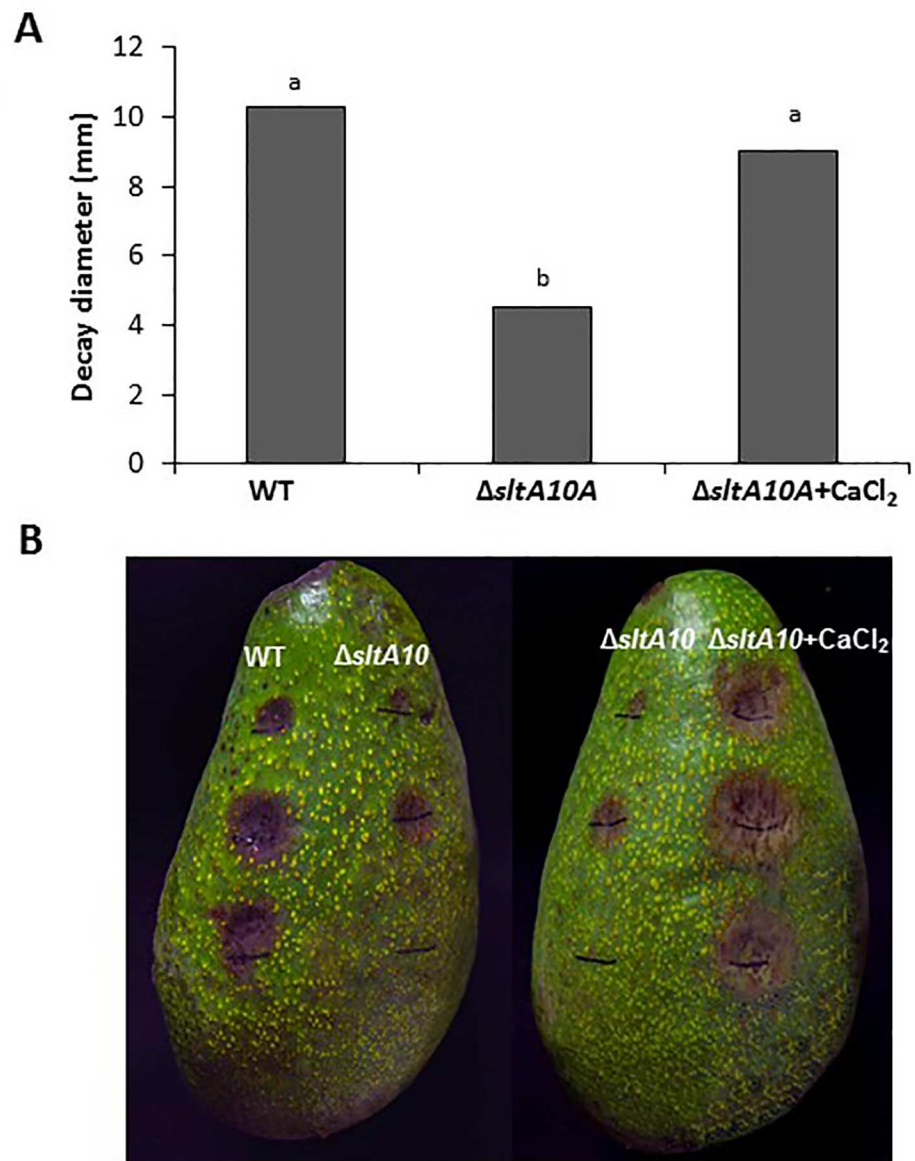 A
12
10
8
6
4
2
0
Decay diameter (mm)
a
b
a
WT
ΔsltA10A
ΔsltA10A+CaCl₂
B
WT ΔsltA10
ΔsltA10 ΔsltA10+CaCl₂